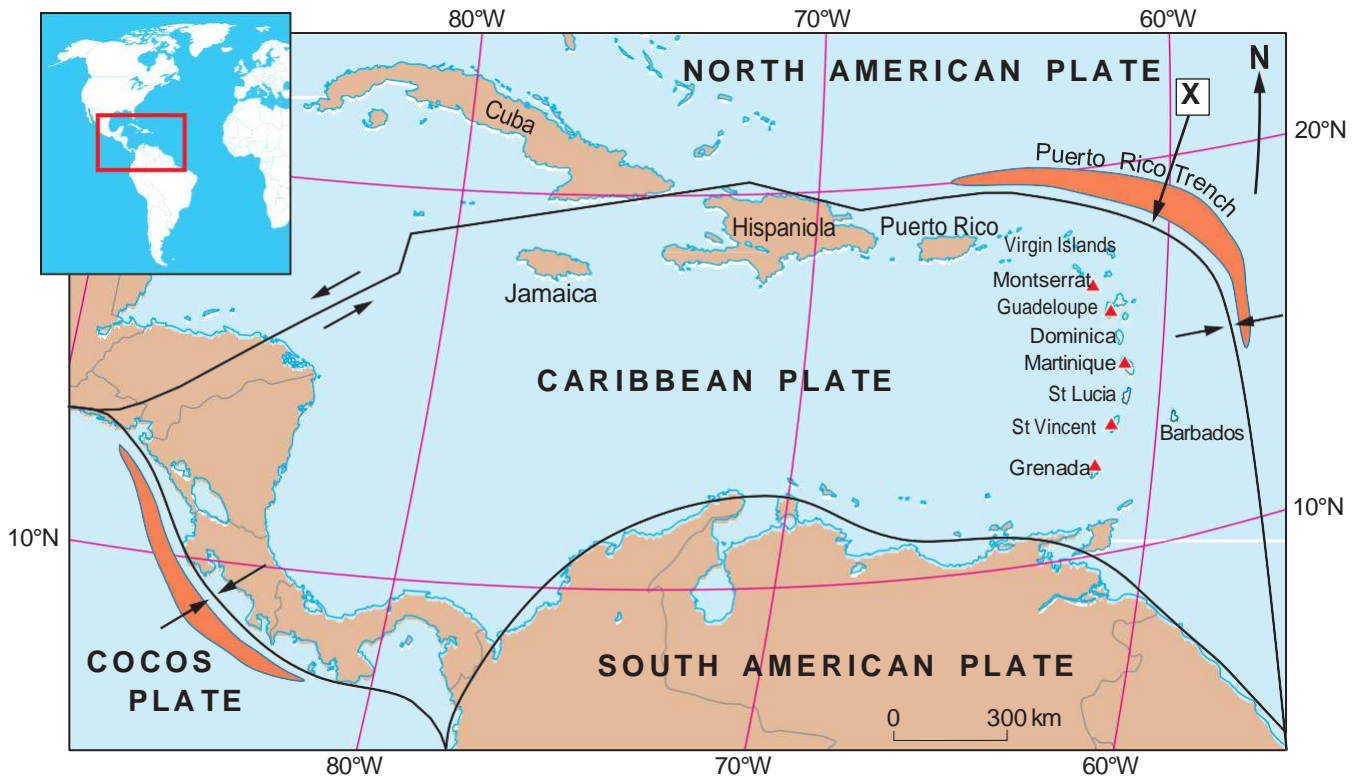 80°W
70°W
60°W
NORTH AMERICAN PLATE
N
X
20°N
Cuba
Puerto Rico Trench
Hispaniola
Puerto Rico
Virgin Islands
Jamaica
Montserrat
Guadeloupe
Dominica
CARIBBEAN PLATE
Martinique
St Lucia
St Vincent
Barbados
Grenada
10°N
10°N
COCOS
PLATE
SOUTH AMERICAN PLATE
0 300 km
80°W
70°W
60°W